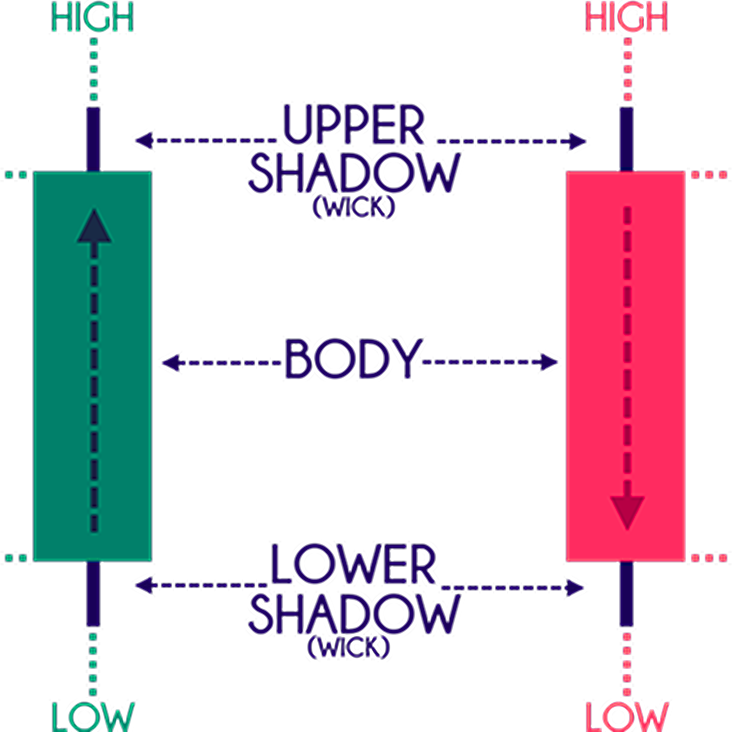 HIGH
HIGH
UPPER
SHADOW
(WICK)
BODY
LOWER
SHADOW
(WICK)
LOW
LOW